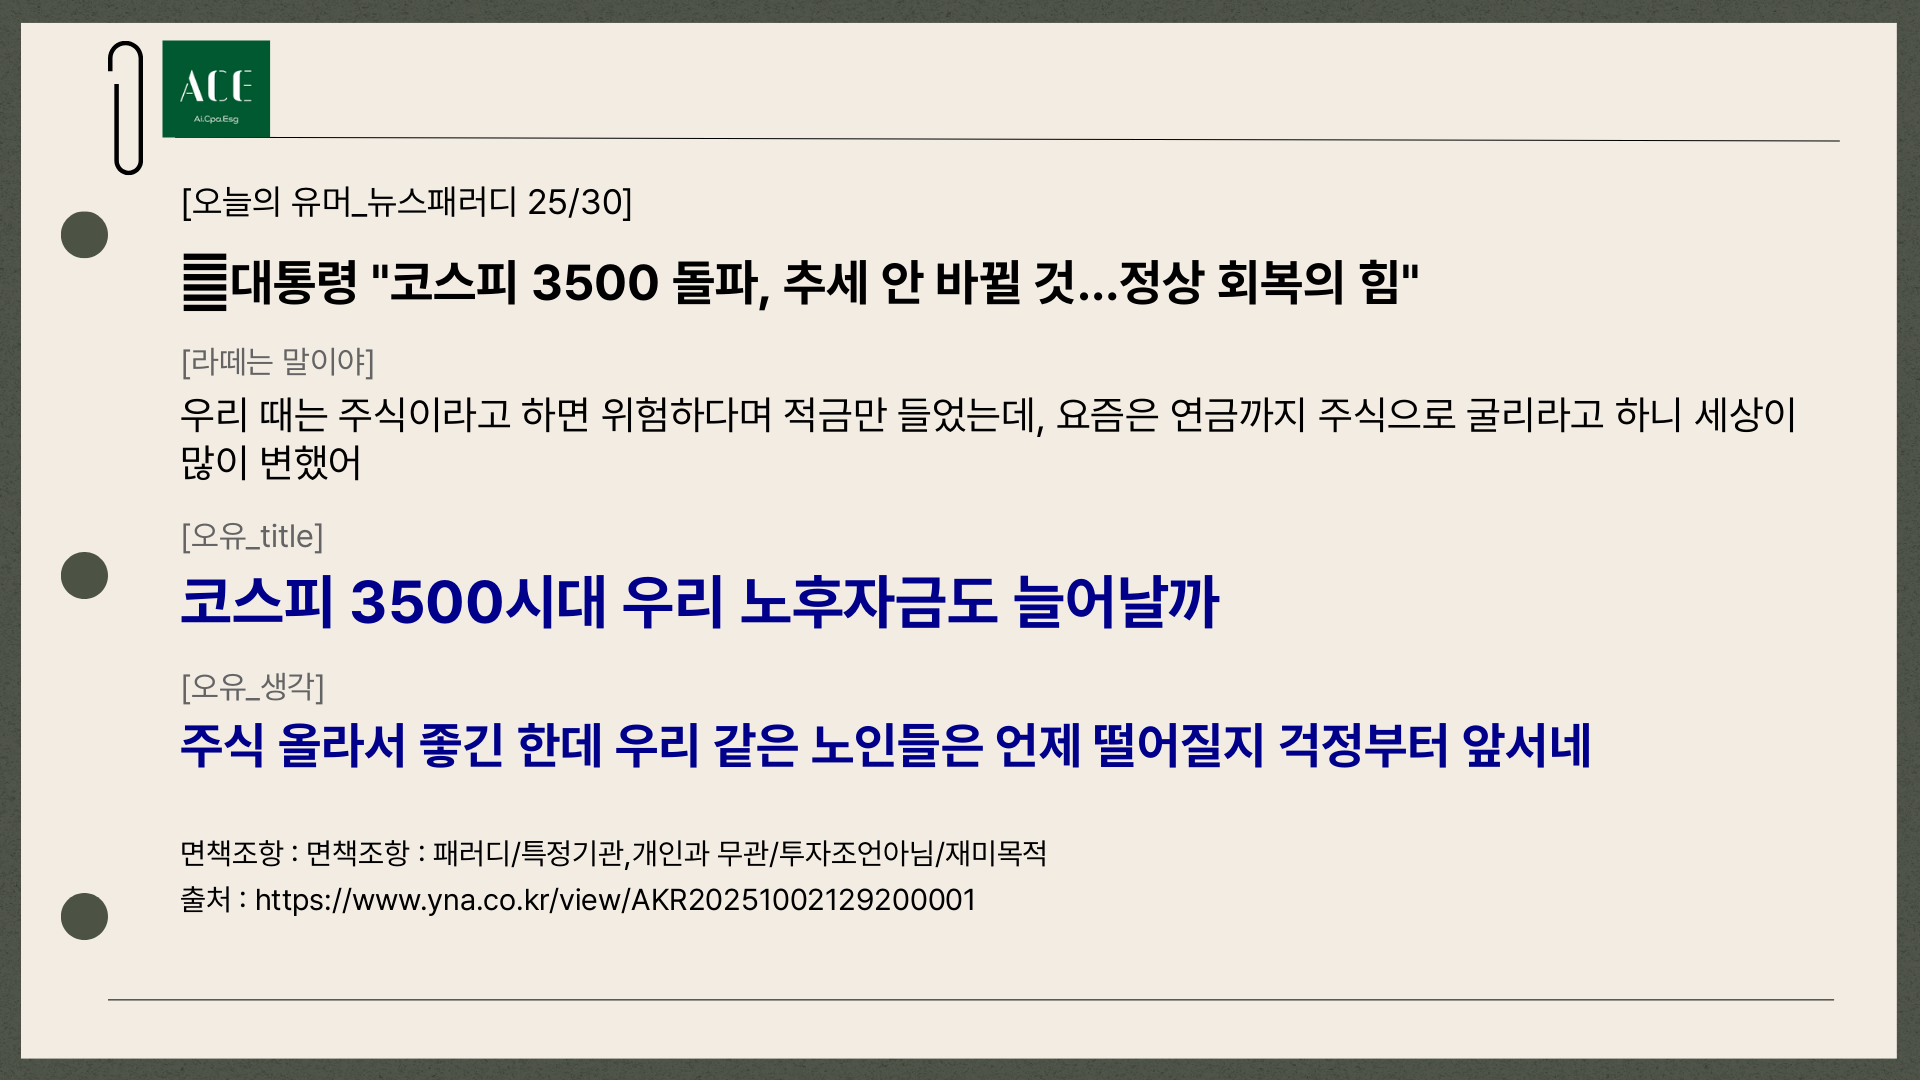 ACE
Ai.Cpa.Esg
[오늘의 유머_뉴스패러디 25/30]
대통령 "코스피 3500 돌파, 추세 안 바뀔 것...정상 회복의 힘"
[라떼는 말이야]
우리 때는 주식이라고 하면 위험하다며 적금만 들었는데, 요즘은 연금까지 주식으로 굴리라고 하니 세상이
많이 변했어
[오유_title]
코스피 3500시대 우리 노후자금도 늘어날까
[오유_생각]
주식 올라서 좋긴 한데 우리 같은 노인들은 언제 떨어질지 걱정부터 앞서네
면책조항 : 면책조항 : 패러디/특정기관,개인과 무관/투자조언아님/재미목적
출처 : https://www.yna.co.kr/view/AKR20251002129200001